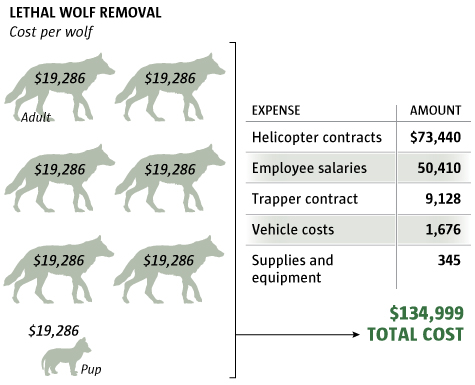 LETHAL WOLF REMOVAL
Cost per wolf
$19,286 $19,286
Adult
$19,286 $19,286
$19,286 $19,286
$19,286
Pup
EXPENSE AMOUNT
Helicopter contracts $73,440
Employee salaries 50,410
Trapper contract 9,128
Vehicle costs 1,676
Supplies and 345
equipment
$134,999
TOTAL COST